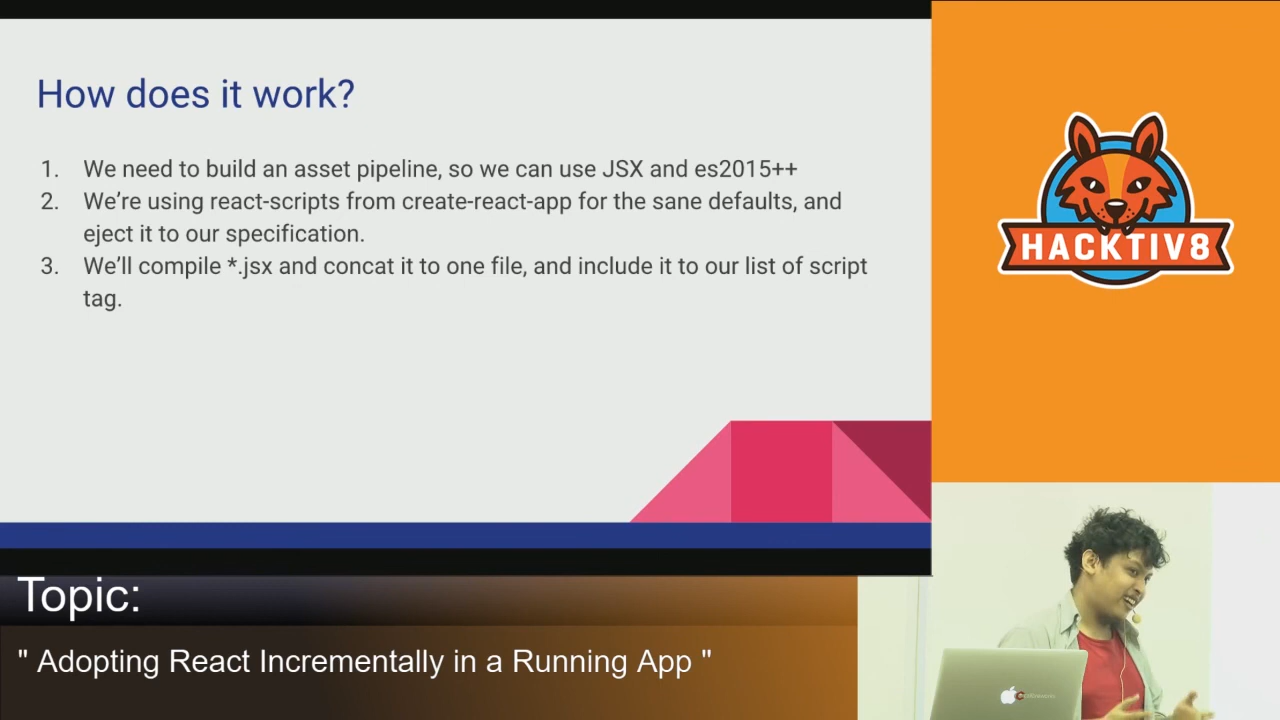 How does it work?
1. We need to build an asset pipeline, so we can use JSX and es2015++
2. We're using react-scripts from create-react-app for the sane defaults, and
eject it to our specification.
3. We'll compile *.jsx and concat it to one file, and include it to our list of script
tag.
HACKTIV8
Topic:
" Adopting React Incrementally in a Running App "